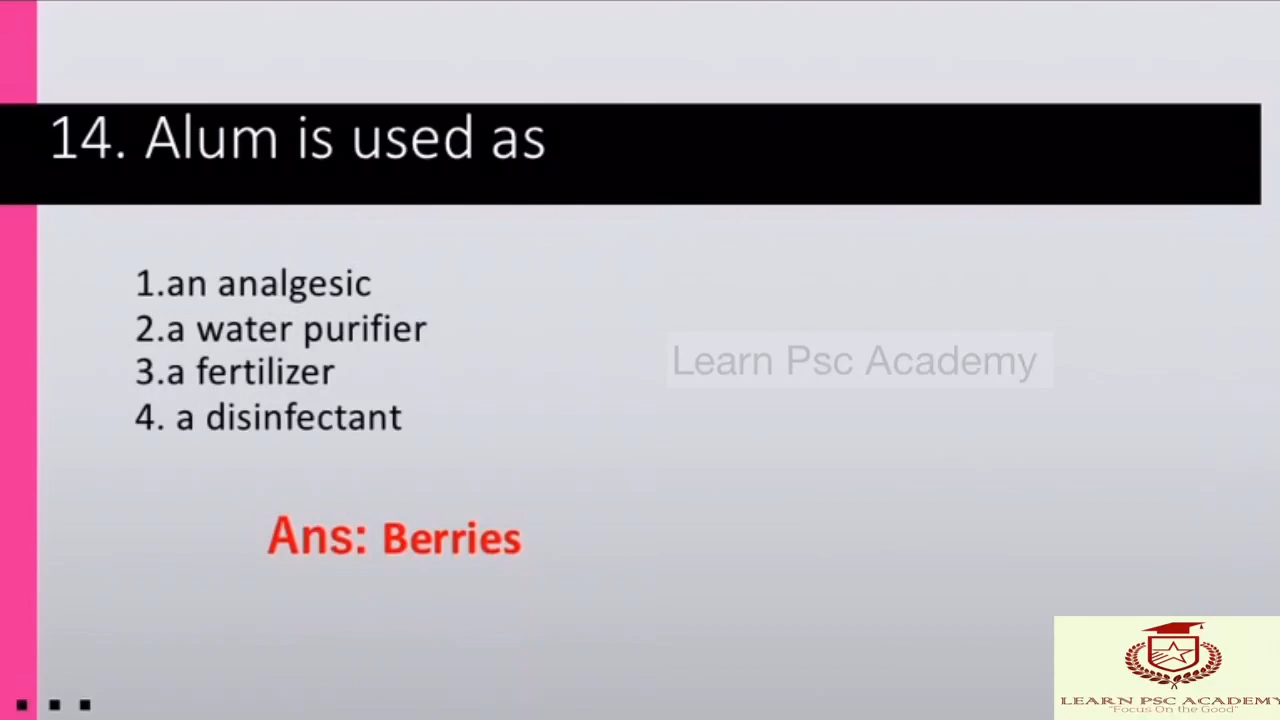 14. Alum is used as
1.an analgesic
2.a water purifier
3.a fertilizer
4. a disinfectant
Learn Psc Academy
Ans: Berries
LEARN PSC ACADEMY
"Focus On the Good"